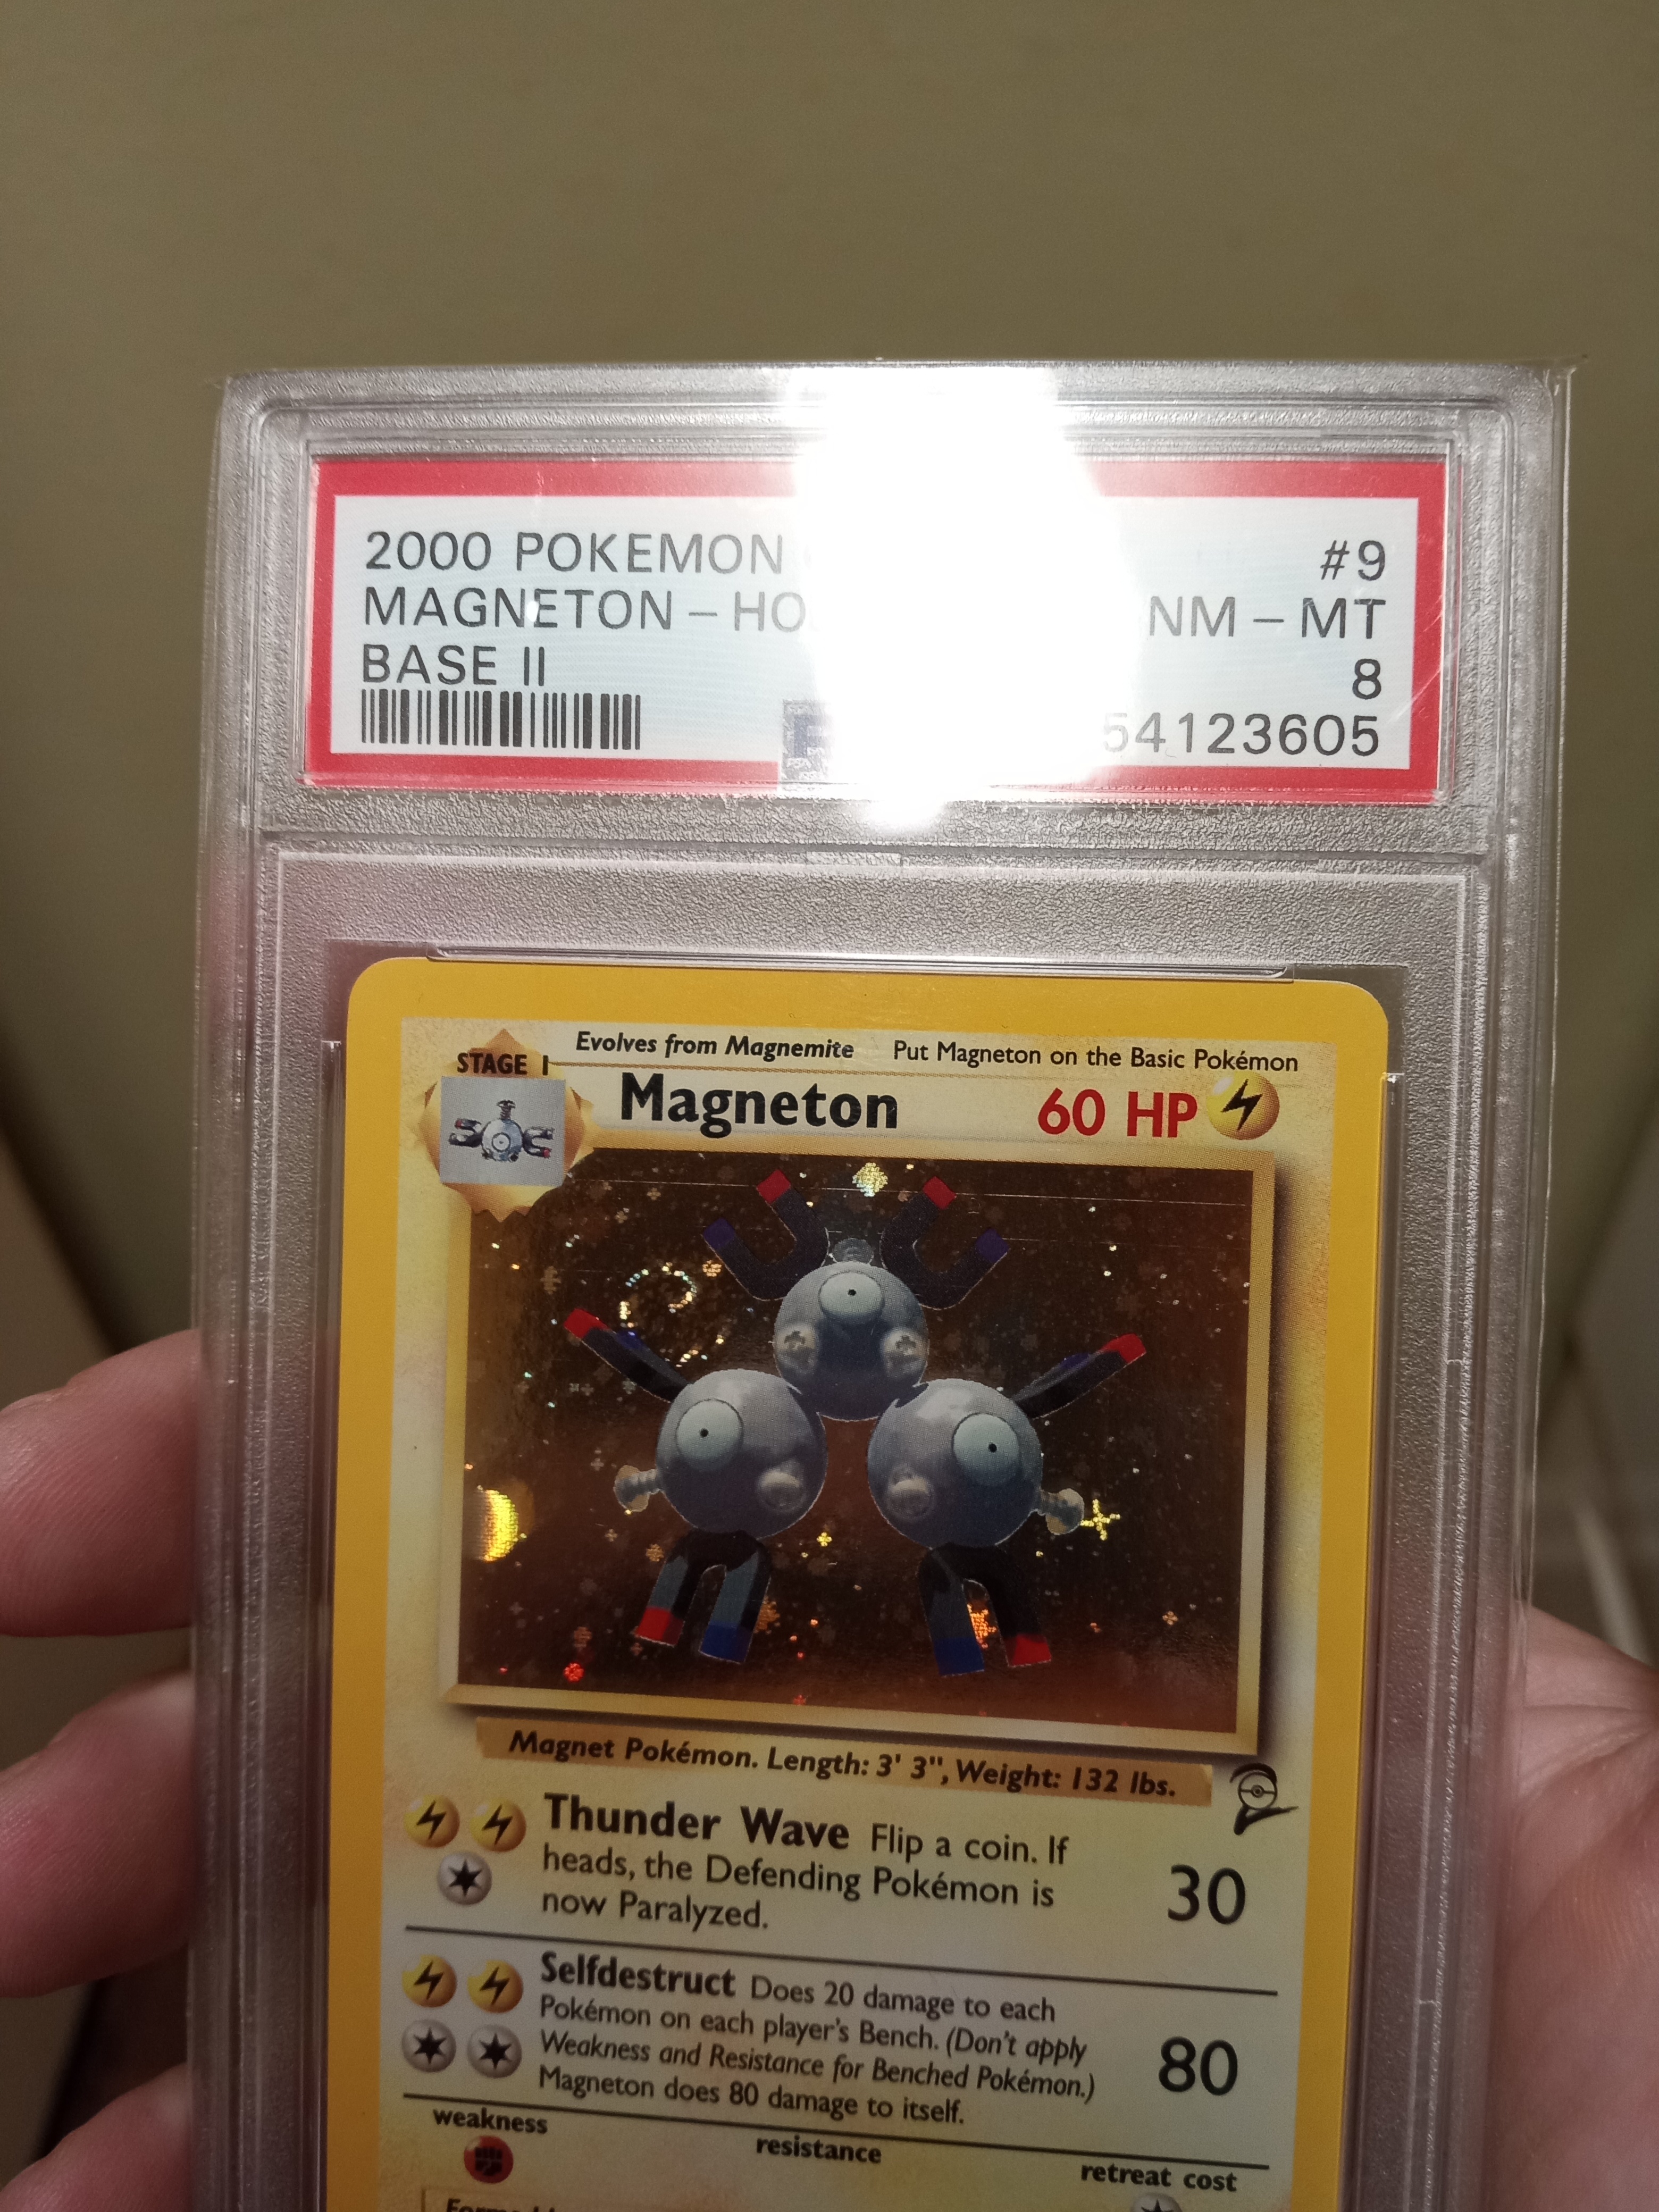 2000 POKEMON
#9
MAGNETON – HO
NM – MT
BASE II
8
54123605
STAGE 1
Evolves from Magnemite
Put Magneton on the Basic Pokémon
Magneton
60 HP
Magnet Pokémon. Length: 3' 3", Weight: 132 lbs.
Thunder Wave Flip a coin. If
heads, the Defending Pokémon is
now Paralyzed.
30
Selfdestruct Does 20 damage to each
Pokémon on each player's Bench. (Don't apply
Weakness and Resistance for Benched Pokémon.)
Magneton does 80 damage to itself.
80
weakness
resistance
retreat cost